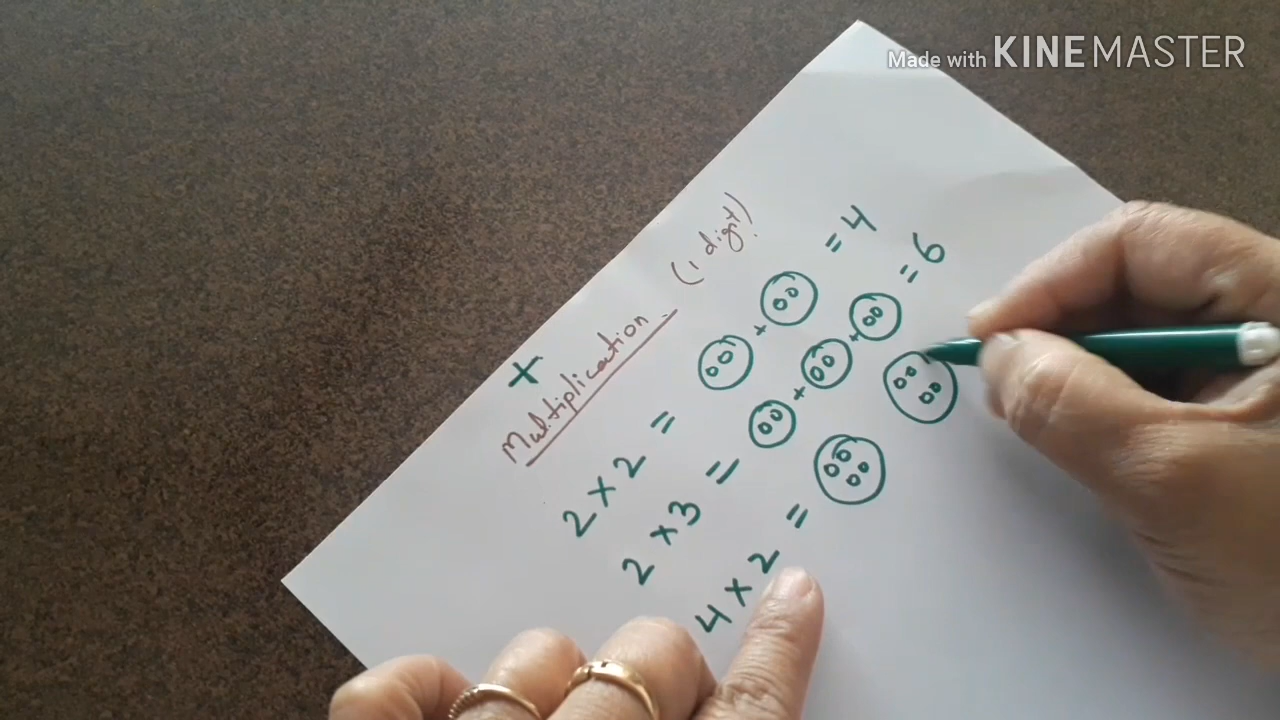 Made with KINEMASTER
+
Multiplication (1 digit)
2 × 2 = + = 4
2 × 3 = + + = 6
4 × 2 =